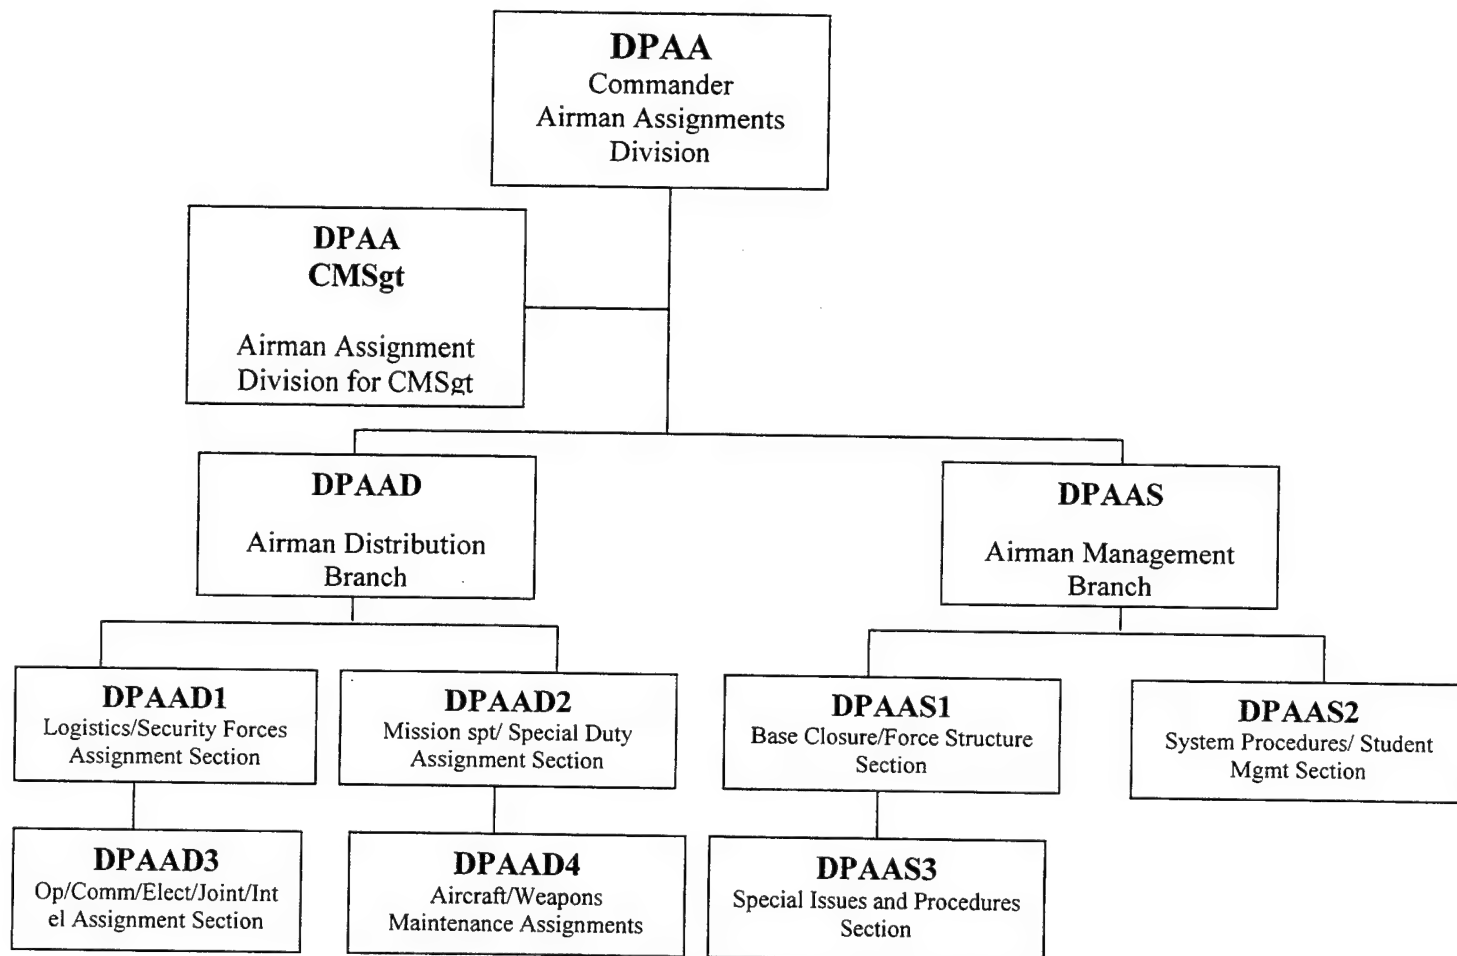 DPAA
Commander
Airman Assignments
Division
DPAA
CMSgt
Airman Assignment
Division for CMSgt
DPAAD
Airman Distribution
Branch
DPAAS
Airman Management
Branch
DPAAD1
Logistics/Security Forces
Assignment Section
DPAAD2
Mission spt/ Special Duty
Assignment Section
DPAAS1
Base Closure/Force Structure
Section
DPAAS2
System Procedures/ Student
Mgmt Section
DPAAD3
Op/Comm/Elect/Joint/Int
el Assignment Section
DPAAD4
Aircraft/Weapons
Maintenance Assignments
DPAAS3
Special Issues and Procedures
Section